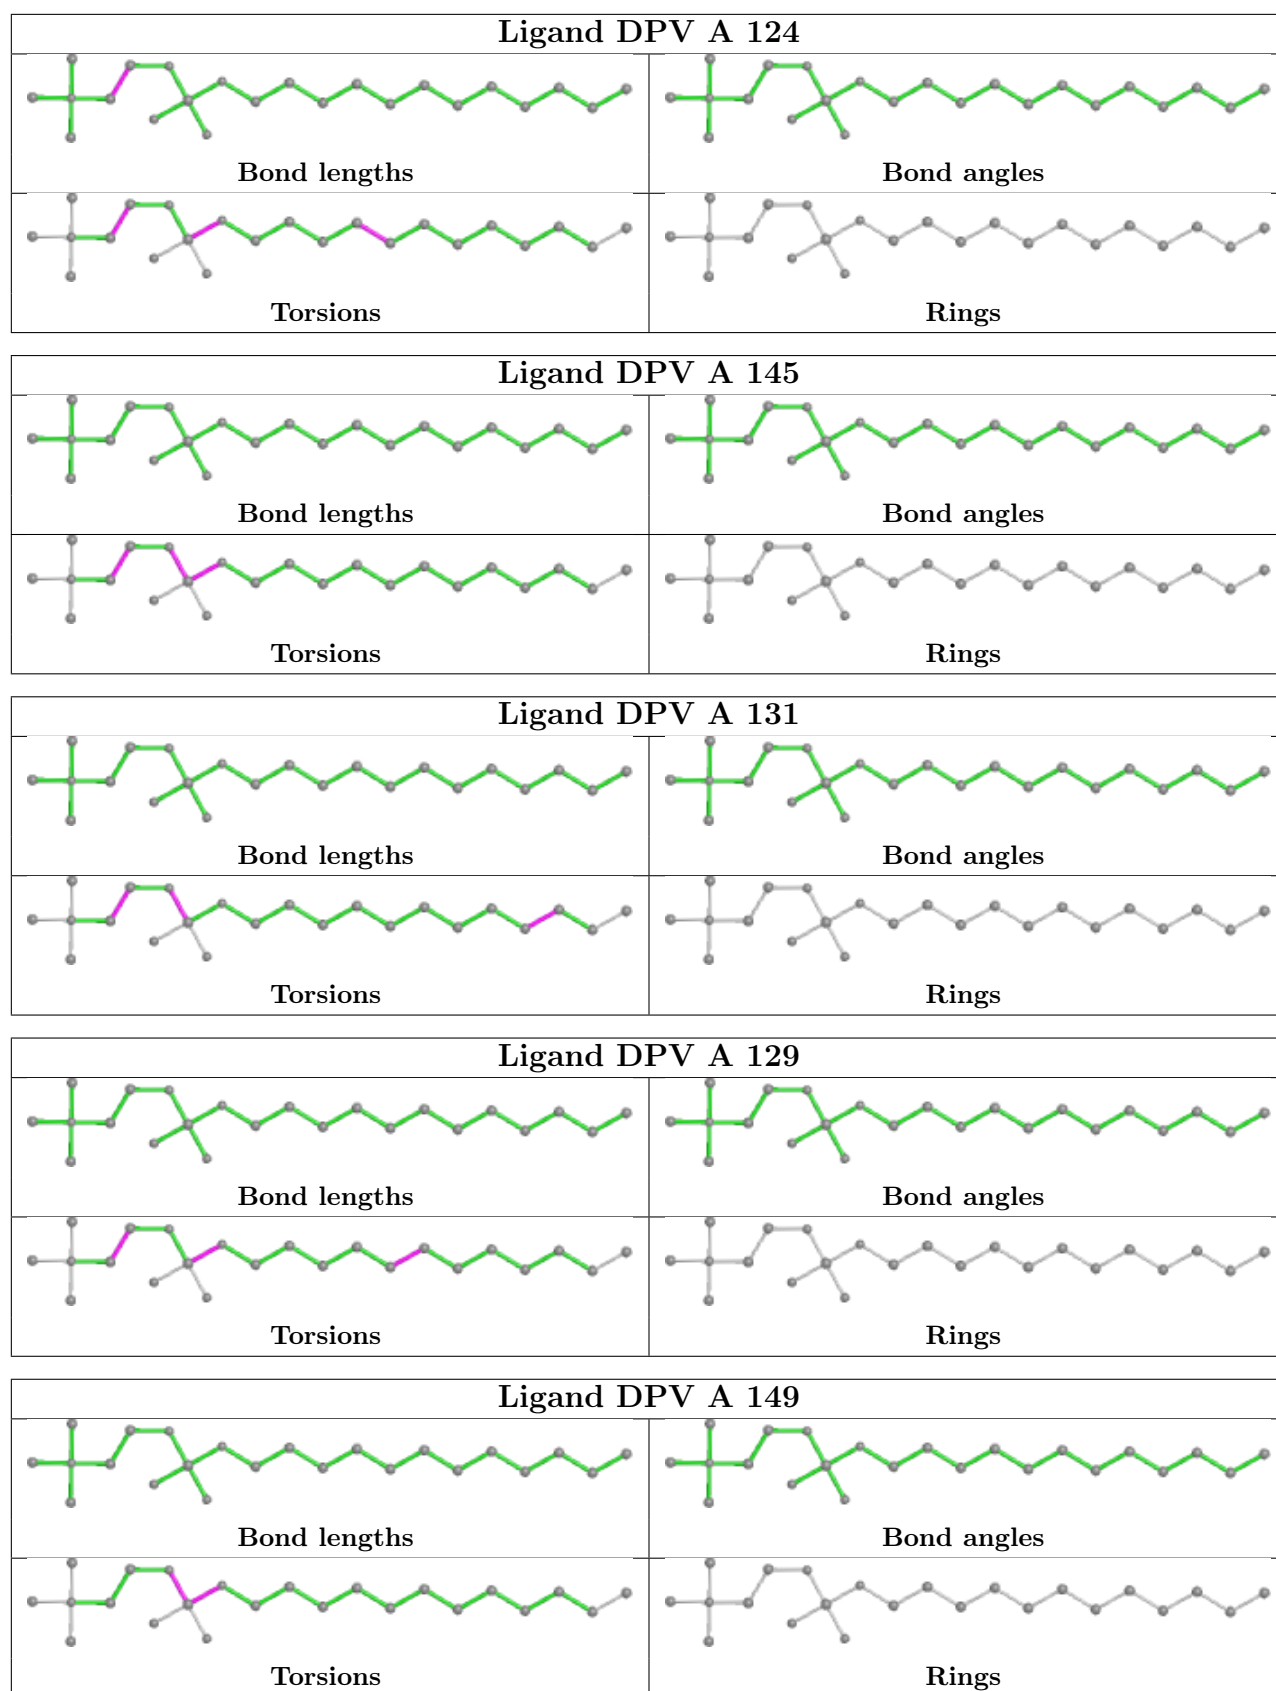 Ligand DPV A 124
Bond lengths
Bond angles
Torsions
Rings
Ligand DPV A 145
Bond lengths
Bond angles
Torsions
Rings
Ligand DPV A 131
Bond lengths
Bond angles
Torsions
Rings
Ligand DPV A 129
Bond lengths
Bond angles
Torsions
Rings
Ligand DPV A 149
Bond lengths
Bond angles
Torsions
Rings